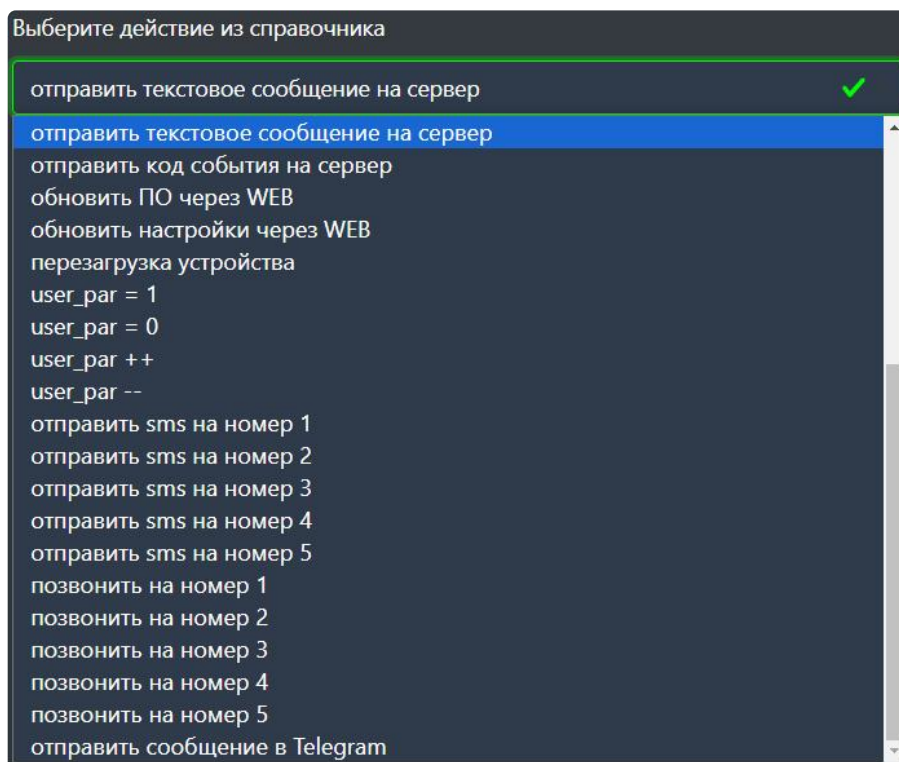 Выберите действие из справочника
отправить текстовое сообщение на сервер
отправить текстовое сообщение на сервер
отправить код события на сервер
обновить ПО через WEB
обновить настройки через WEB
перезагрузка устройства
user_par = 1
user_par = 0
user_par ++
user_par --
отправить sms на номер 1
отправить sms на номер 2
отправить sms на номер 3
отправить sms на номер 4
отправить sms на номер 5
позвонить на номер 1
позвонить на номер 2
позвонить на номер 3
позвонить на номер 4
позвонить на номер 5
отправить сообщение в Telegram